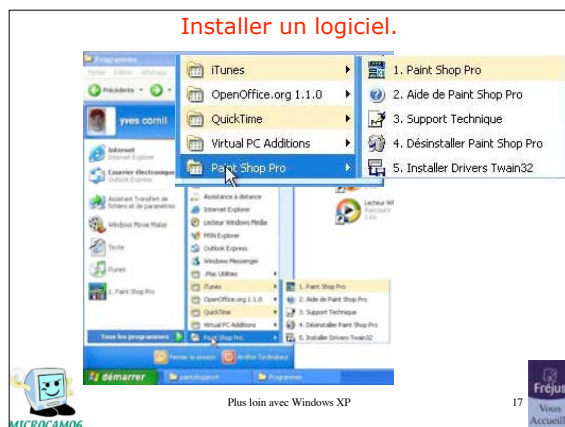 Installer un logiciel.
Programmes
Fichier Edition Affichage
Précédente
yves cornil
Internet
Internet Explorer
Courrier électronique
Outlook Express
Assistant Transfert de
fichiers et de paramètres
Windows Movie Maker
Texte
iTunes
1. Paint Shop Pro
Tous les programmes
iTunes
OpenOffice.org 1.1.0
QuickTime
Virtual PC Additions
Paint Shop Pro
1. Paint Shop Pro
2. Aide de Paint Shop Pro
3. Support Technique
4. Désinstaller Paint Shop Pro
5. Installer Drivers Twain32
Assistance à distance
Internet Explorer
Lecteur Windows Media
MSN Explorer
Outlook Express
Windows Messenger
.Mac Utilities
iTunes
OpenOffice.org 1.1.0
QuickTime
Virtual PC Additions
Paint Shop Pro
1. Paint Shop Pro
2. Aide de Paint Shop Pro
3. Support Technique
4. Désinstaller Paint Shop Pro
5. Installer Drivers Twain32
Fermer la session
Arrêter l'ordinateur
démarrer
Programmes
MICROCAM06
Plus loin avec Windows XP
17
Fréjus
Vous
Accueille